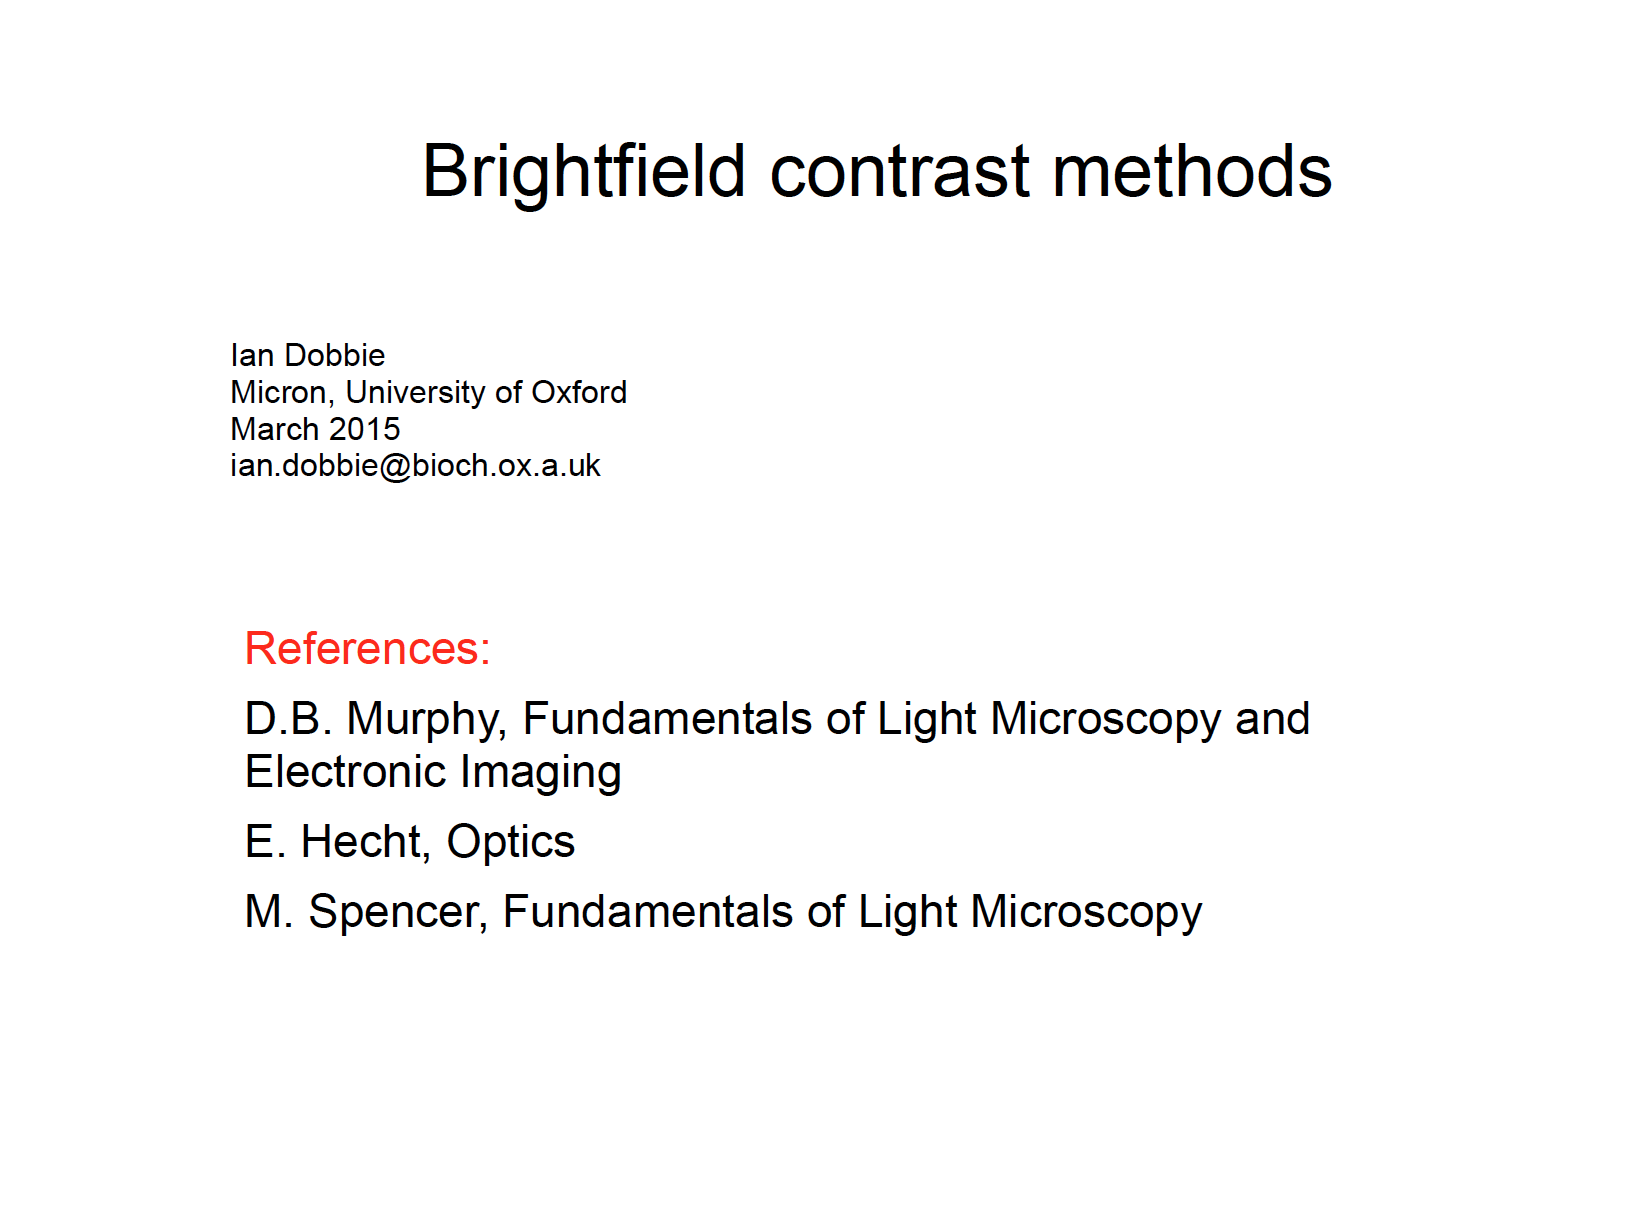 Brightfield contrast methods
Ian Dobbie
Micron, University of Oxford
March 2015
ian.dobbie@bioch.ox.a.uk
References:
D.B. Murphy, Fundamentals of Light Microscopy and
Electronic Imaging
E. Hecht, Optics
M. Spencer, Fundamentals of Light Microscopy